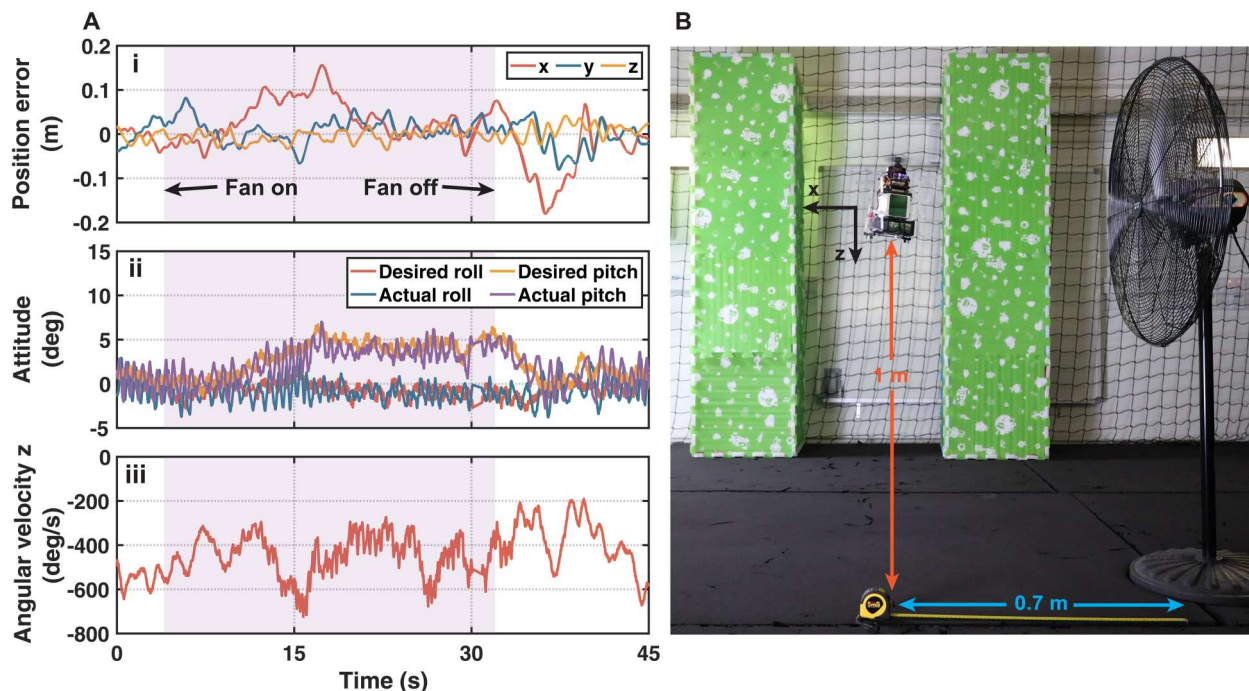 A
i
Position error
(m)
0.2
0.1
0
-0.1
-0.2
x y z
Fan on
Fan off
ii
Attitude
(deg)
15
10
5
0
-5
Desired roll Desired pitch
Actual roll Actual pitch
iii
Angular velocity z
(deg/s)
0
-200
-400
-600
-800
0 15 30 45
Time (s)
B
x
z
1 m
0.7 m